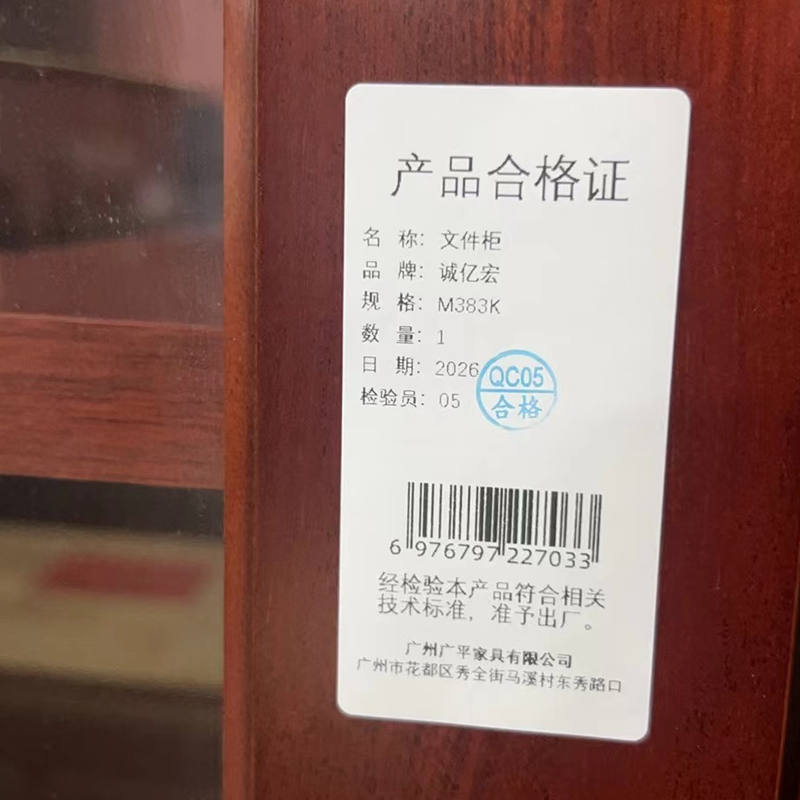 产品合格证
名 称：文件柜
品 牌：诚亿宏
规 格：M383K
数 量：1
日 期：2026
检验员：05
QC05
合格
6 976797 227033
经检验本产品符合相关
技术标准，准予出厂。
广州广平家具有限公司
广州市花都区秀全街马溪村东秀路口